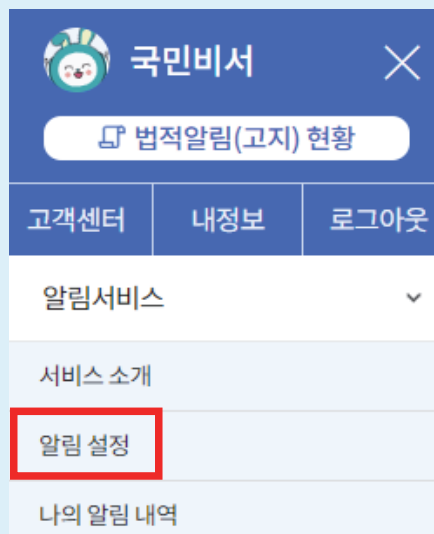 국민비서
법적알림(고지) 현황
고객센터 내정보 로그아웃
알림서비스
서비스 소개
알림 설정
나의 알림 내역